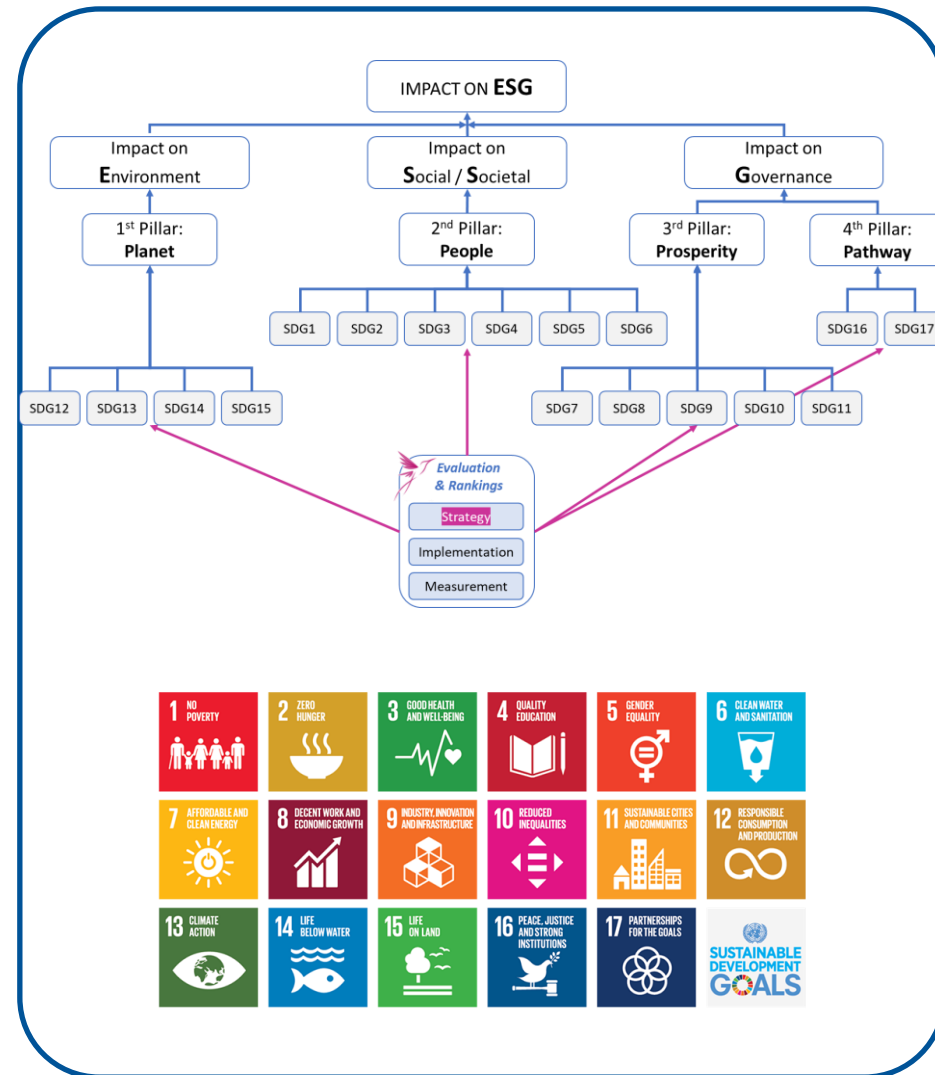 IMPACT ON ESG
Impact on
Environment
Impact on
Social / Societal
Impact on
Governance
1st Pillar:
Planet
2nd Pillar:
People
3rd Pillar:
Prosperity
4th Pillar:
Pathway
SDG1
SDG2
SDG3
SDG4
SDG5
SDG6
SDG16
SDG17
SDG12
SDG13
SDG14
SDG15
SDG7
SDG8
SDG9
SDG10
SDG11
Evaluation
& Rankings
Strategy
Implementation
Measurement
1 NO
POVERTY
2 ZERO
HUNGER
3 GOOD HEALTH
AND WELL-BEING
4 QUALITY
EDUCATION
5 GENDER
EQUALITY
6 CLEAN WATER
AND SANITATION
7 AFFORDABLE AND
CLEAN ENERGY
8 DECENT WORK AND
ECONOMIC GROWTH
9 INDUSTRY, INNOVATION
AND INFRASTRUCTURE
10 REDUCED
INEQUALITIES
11 SUSTAINABLE CITIES
AND COMMUNITIES
12 RESPONSIBLE
CONSUMPTION
AND PRODUCTION
13 CLIMATE
ACTION
14 LIFE
BELOW WATER
15 LIFE
ON LAND
16 PEACE, JUSTICE
AND STRONG
INSTITUTIONS
17 PARTNERSHIPS
FOR THE GOALS
SUSTAINABLE
DEVELOPMENT
GOALS